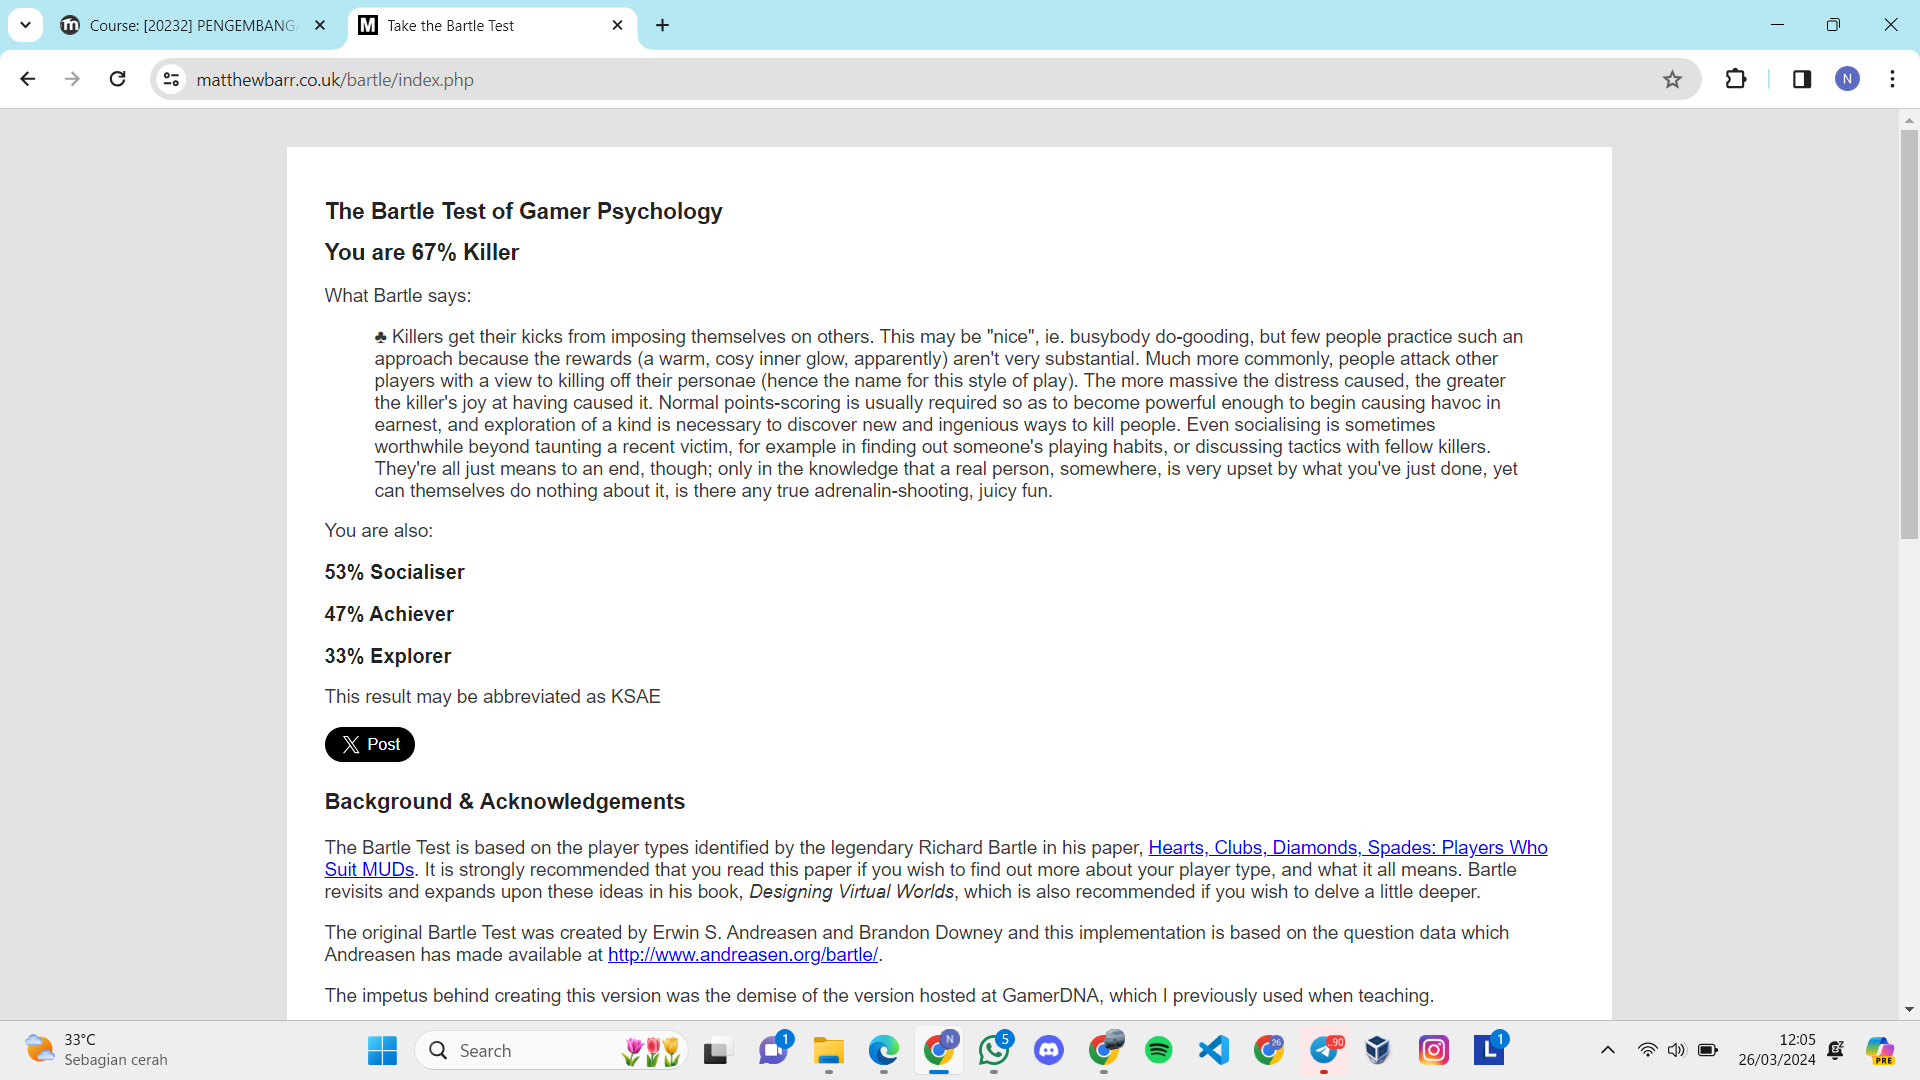 Course: [20232] PENGEMBANGA
Take the Bartle Test
matthewbarr.co.uk/bartle/index.php
N
The Bartle Test of Gamer Psychology
You are 67% Killer
What Bartle says:
♣ Killers get their kicks from imposing themselves on others. This may be "nice", ie. busybody do-gooding, but few people practice such an
approach because the rewards (a warm, cosy inner glow, apparently) aren't very substantial. Much more commonly, people attack other
players with a view to killing off their personae (hence the name for this style of play). The more massive the distress caused, the greater
the killer's joy at having caused it. Normal points-scoring is usually required so as to become powerful enough to begin causing havoc in
earnest, and exploration of a kind is necessary to discover new and ingenious ways to kill people. Even socialising is sometimes
worthwhile beyond taunting a recent victim, for example in finding out someone's playing habits, or discussing tactics with fellow killers.
They're all just means to an end, though; only in the knowledge that a real person, somewhere, is very upset by what you've just done, yet
can themselves do nothing about it, is there any true adrenalin-shooting, juicy fun.
You are also:
53% Socialiser
47% Achiever
33% Explorer
This result may be abbreviated as KSAE
Post
Background & Acknowledgements
The Bartle Test is based on the player types identified by the legendary Richard Bartle in his paper, Hearts, Clubs, Diamonds, Spades: Players Who
Suit MUDs. It is strongly recommended that you read this paper if you wish to find out more about your player type, and what it all means. Bartle
revisits and expands upon these ideas in his book, Designing Virtual Worlds, which is also recommended if you wish to delve a little deeper.
The original Bartle Test was created by Erwin S. Andreasen and Brandon Downey and this implementation is based on the question data which
Andreasen has made available at http://www.andreasen.org/bartle/.
The impetus behind creating this version was the demise of the version hosted at GamerDNA, which I previously used when teaching.
33°C
Sebagian cerah
Search
1
N
5
26
..90
L
1
12:05
26/03/2024
PRE